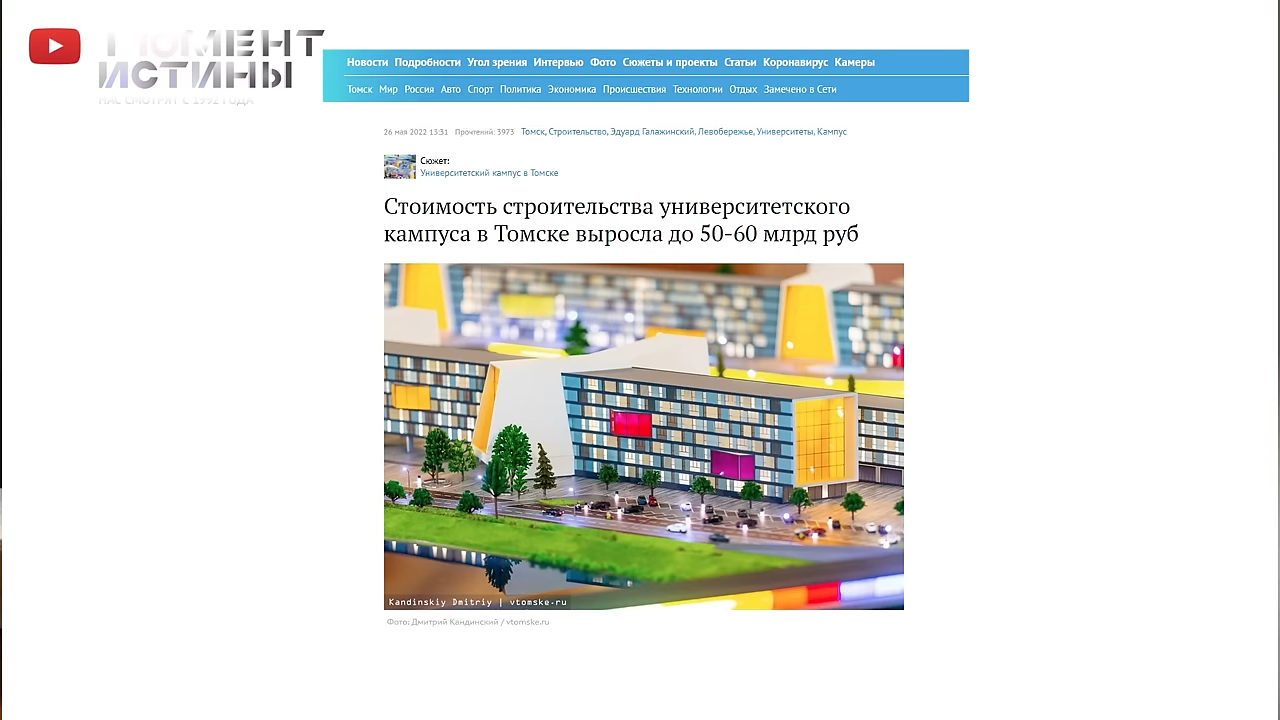 МОМЕНТ
ИСТИНЫ
НАС СМОТРЯТ С 1992 ГОДА
Новости Подробности Угол зрения Интервью Фото Сюжеты и проекты Статьи Коронавирус Камеры
Томск Мир Россия Авто Спорт Политика Экономика Происшествия Технологии Отдых Замечено в Сети
26 мая 2022 13:31 Прочтений: 3973 Томск, Строительство, Эдуард Галажинский, Левобережье, Университеты, Кампус
Сюжет:
Университетский кампус в Томске
Стоимость строительства университетского
кампуса в Томске выросла до 50-60 млрд руб
Kandinskiy Dmitriy | vtomske.ru
Фото: Дмитрий Кандинский / vtomske.ru